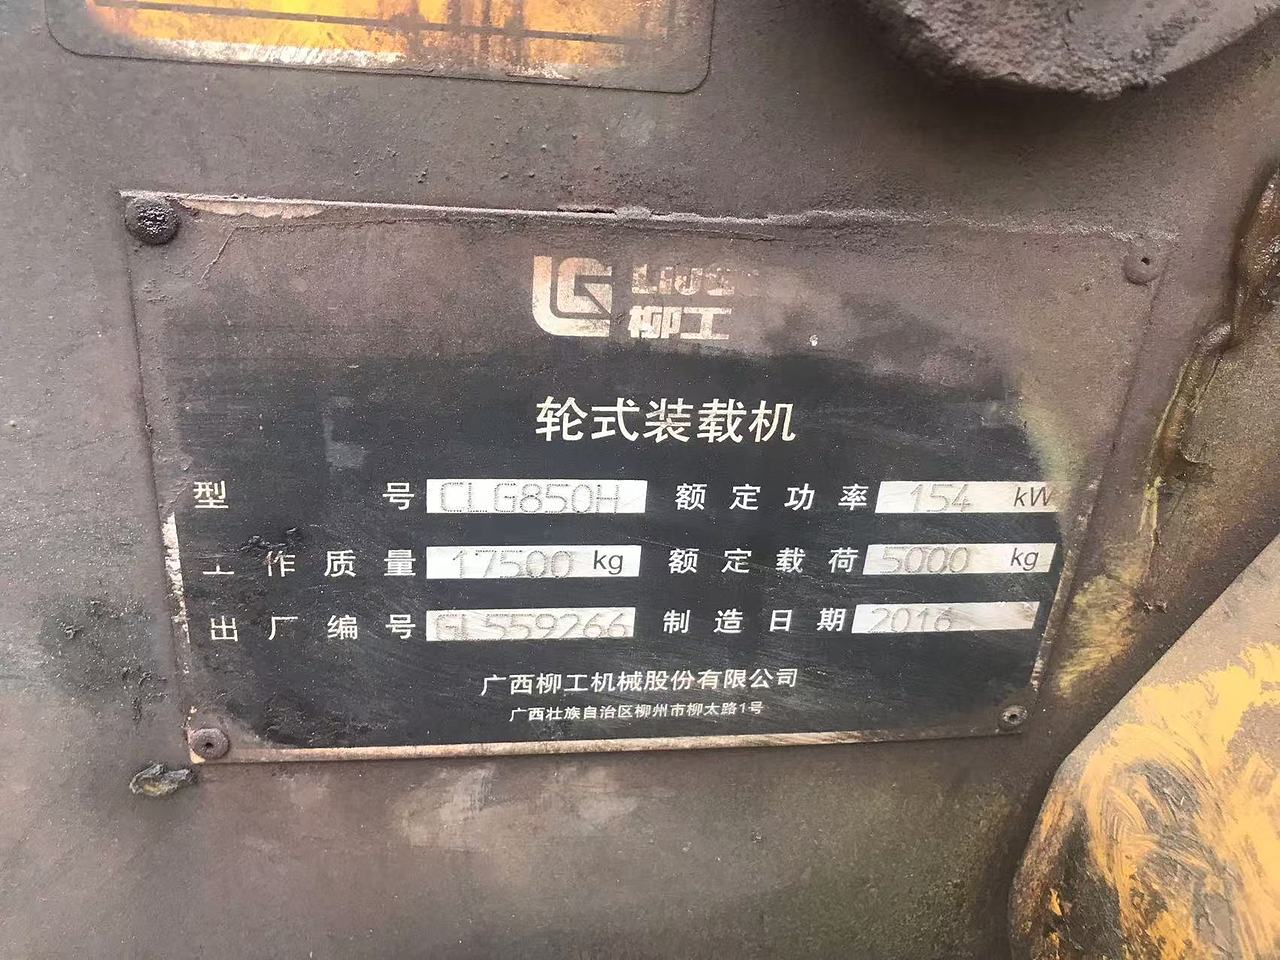 LG
柳工
轮式装载机
型 号 CLG850H 额定功率 154 kW
工作质量 17500 kg 额定载荷 5000 kg
出厂编号 GL559266 制造日期 2016
广西柳工机械股份有限公司
广西壮族自治区柳州市柳太路1号